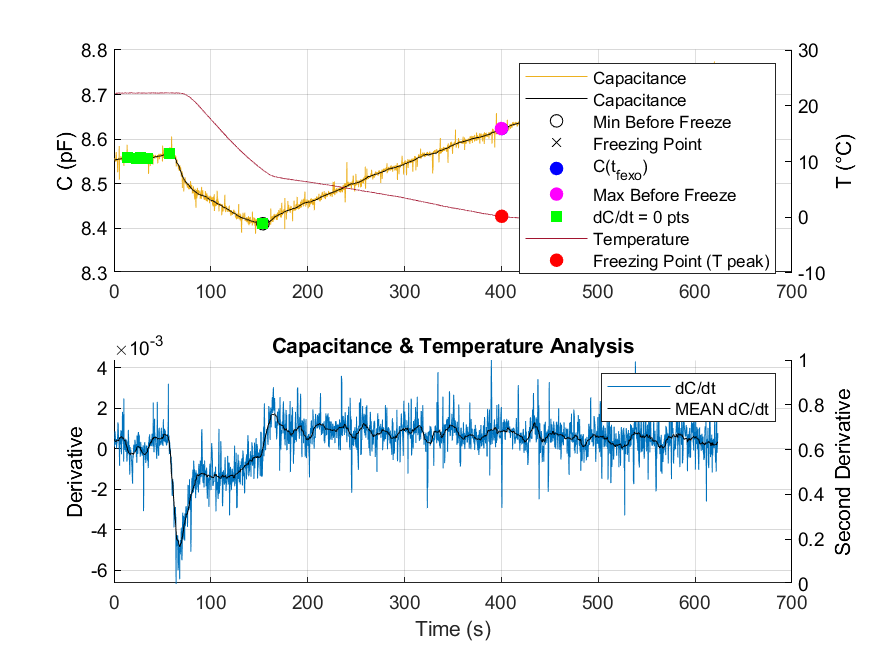 8.8
8.7
8.6
8.5
8.4
8.3
C (pF)
30
20
10
0
-10
T (°C)
0 100 200 300 400 500 600 700
Capacitance
Capacitance
Min Before Freeze
Freezing Point
C(t_fexo)
Max Before Freeze
dC/dt = 0 pts
Temperature
Freezing Point (T peak)
×10⁻³
Capacitance & Temperature Analysis
4
2
0
-2
-4
-6
Derivative
1
0.8
0.6
0.4
0.2
0
Second Derivative
dC/dt
MEAN dC/dt
0 100 200 300 400 500 600 700
Time (s)